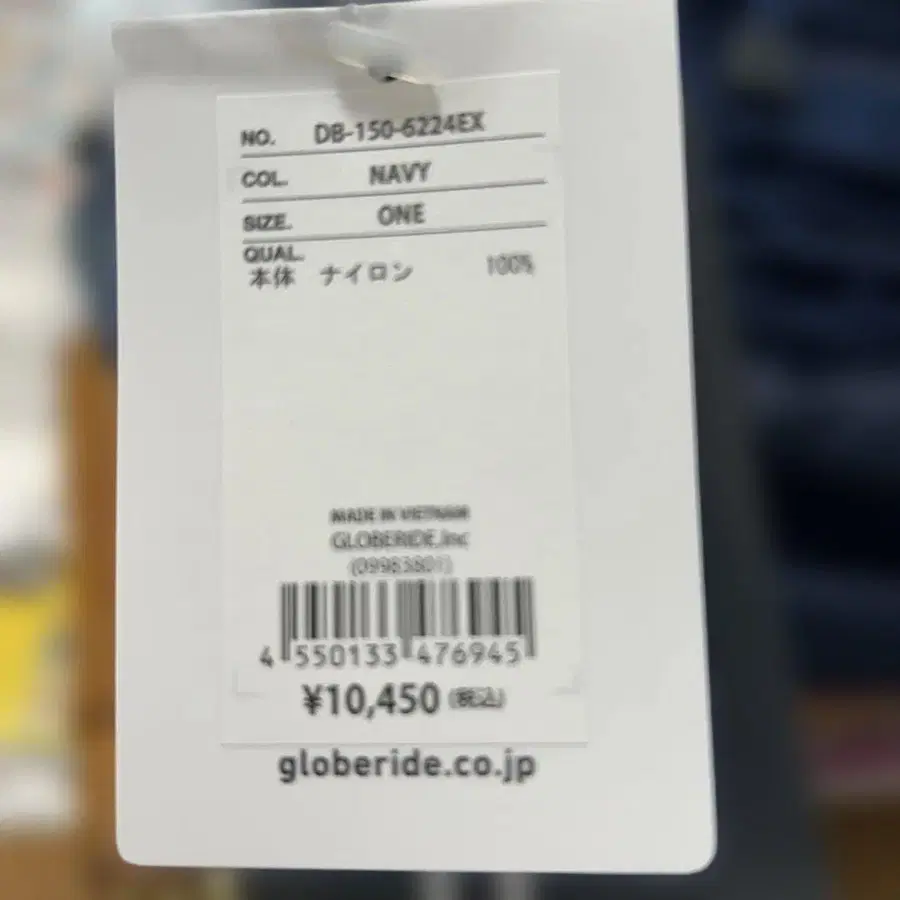 NO. DB-150-6224EX
COL. NAVY
SIZE. ONE
QUAL.
本体 ナイロン 100%
MADE IN VIETNAM
GLOBERIDE,Inc
(09983801)
4 550133 476945
¥10,450 (税込)
globeride.co.jp